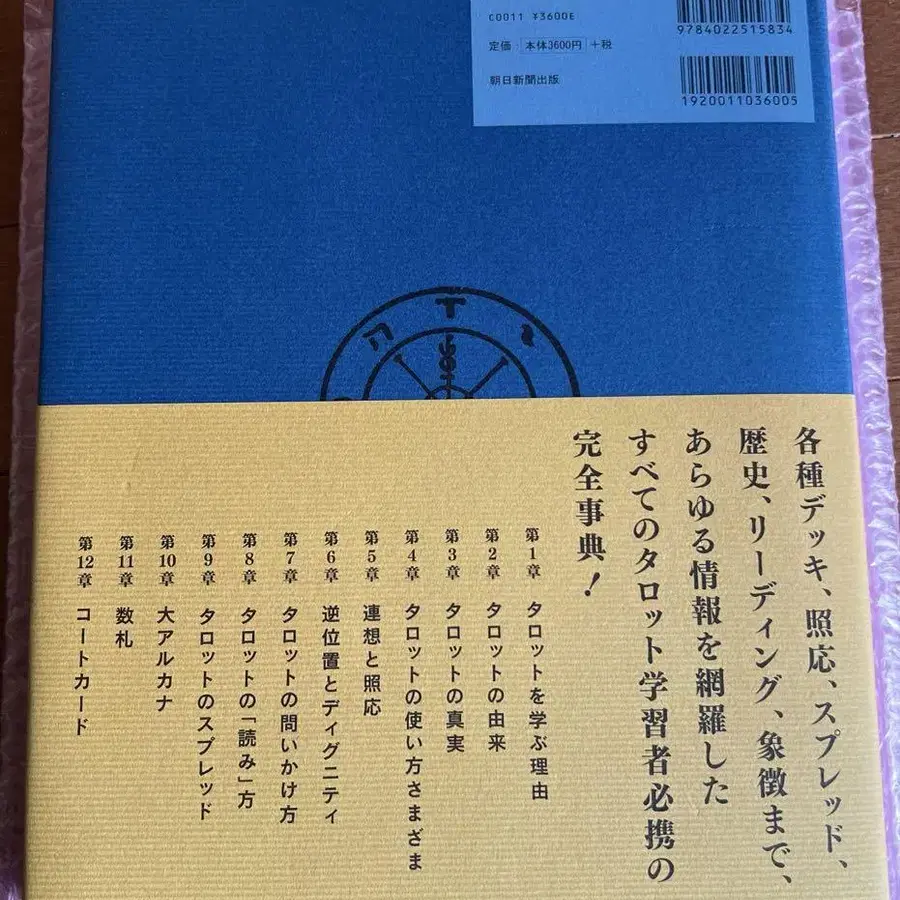 C0011 ¥3600E
定価：本体3600円＋税
朝日新聞出版
9784022515834
1920011036005
各種デッキ、照応、スプレッド、
歴史、リーディング、象徴まで、
あらゆる情報を網羅した
すべてのタロット学習者必携の
完全事典！
第1章 タロットを学ぶ理由
第2章 タロットの由来
第3章 タロットの真実
第4章 タロットの使い方さまざま
第5章 連想と照応
第6章 逆位置とディグニティ
第7章 タロットの問いかけ方
第8章 タロットの「読み」方
第9章 タロットのスプレッド
第10章 大アルカナ
第11章 数札
第12章 コートカード